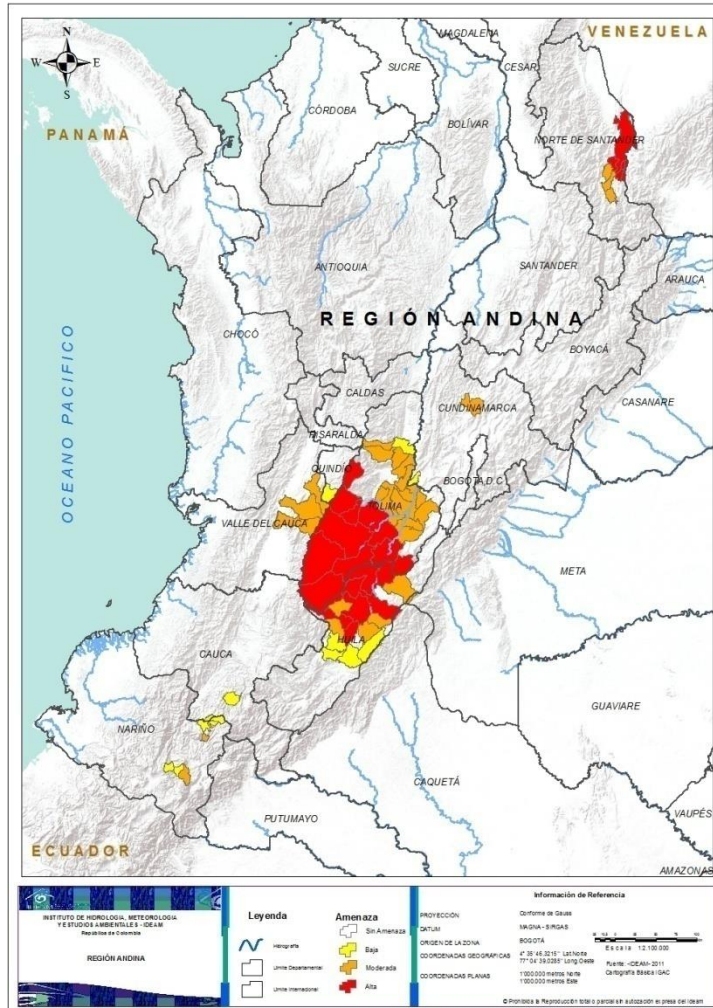 N
W E
S
VENEZUELA
PANAMÁ
MAGDALENA
CESAR
SUCRE
CÓRDOBA
BOLÍVAR
NORTE DE SANTANDER
ANTIOQUIA
SANTANDER
ARAUCA
REGIÓN ANDINA
CHOCÓ
BOYACÁ
CALDAS
CUNDINAMARCA
CASANARE
RISARALDA
QUINDÍO
BOGOTÁ D.C
TOLIMA
VALLE DEL CAUCA
META
OCEANO PACIFICO
HUILA
CAUCA
GUAVIARE
NARIÑO
CAQUETÁ
VAUPÉS
PUTUMAYO
ECUADOR
AMAZONAS
INSTITUTO DE HIDROLOGIA, METEOROLOGIA
Y ESTUDIOS AMBIENTALES - IDEAM
República de Colombia
REGIÓN ANDINA
Leyenda
Hidrografía
Límite Departamental
Límite Internacional
Amenaza
Sin Amenaza
Baja
Moderada
Alta
Información de Referencia
PROYECCIÓN Conforme de Gauss
DATUM MAGNA - SIRGAS
ORIGEN DE LA ZONA BOGOTÁ
COORDENADAS GEOGRÁFICAS
COORDENADAS PLANAS 1'000.000 metros Norte
1'000.000 metros Este
Escala 1:2.100.000
Fuente: <IDEAM> 2011
Cartografía Básica IGAC